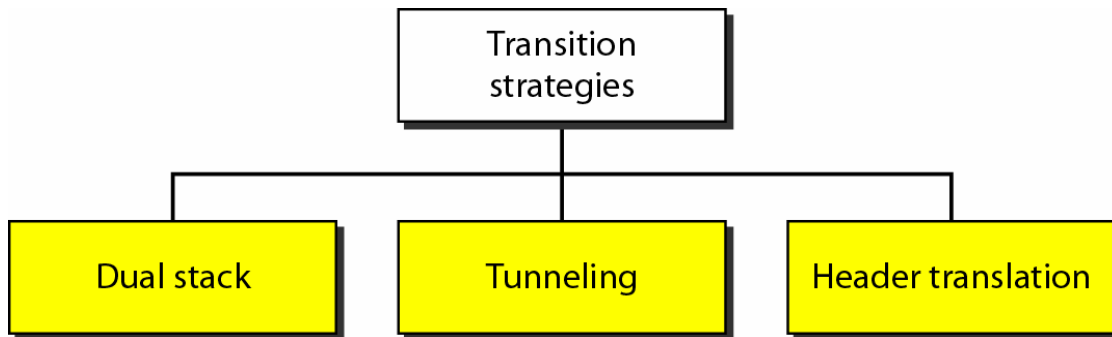 Transition
strategies
Dual stack
Tunneling
Header translation